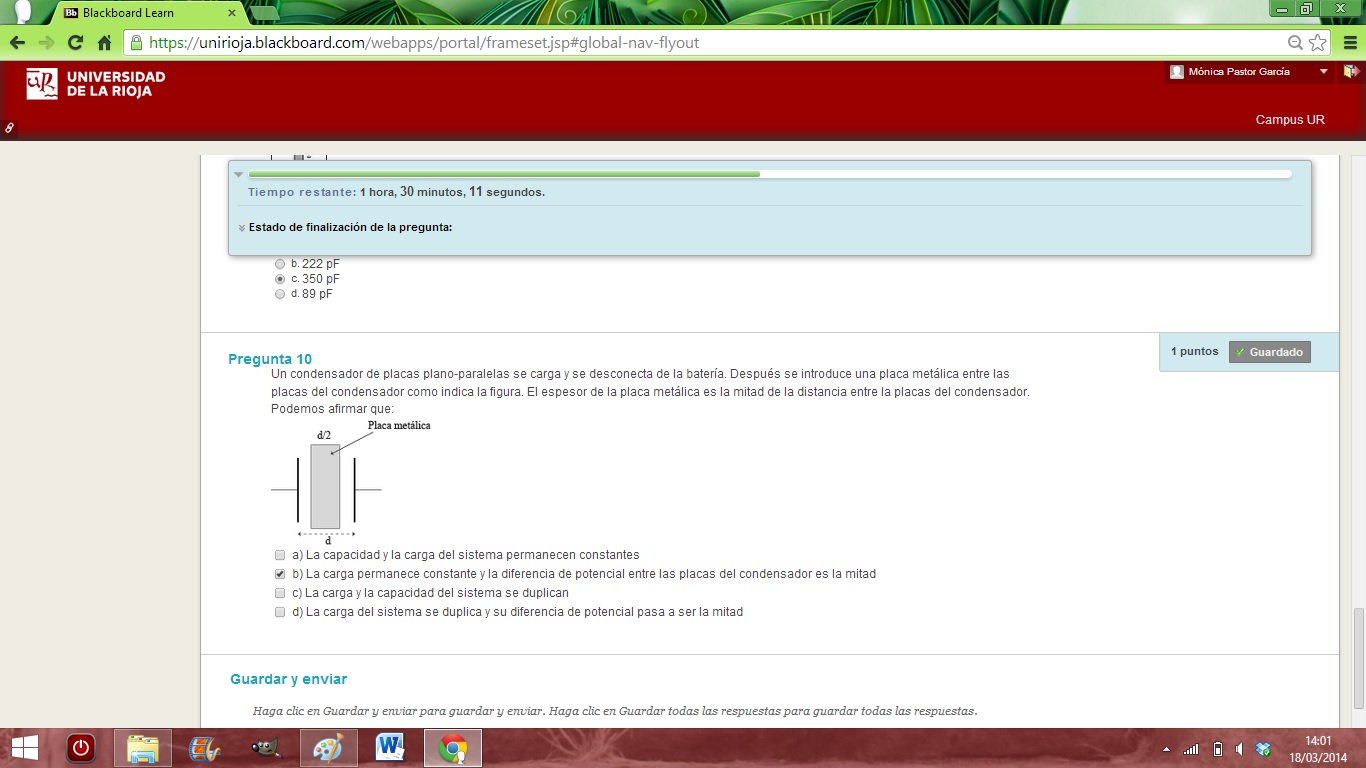 Blackboard Learn
https://unirioja.blackboard.com/webapps/portal/frameset.jsp#global-nav-flyout
UNIVERSIDAD
DE LA RIOJA
Mónica Pastor García
Campus UR
Tiempo restante: 1 hora, 30 minutos, 11 segundos.
Estado de finalización de la pregunta:
b. 222 pF
c. 350 pF
d. 89 pF
1 puntos Guardado
Pregunta 10
Un condensador de placas plano-paralelas se carga y se desconecta de la batería. Después se introduce una placa metálica entre las
placas del condensador como indica la figura. El espesor de la placa metálica es la mitad de la distancia entre la placas del condensador.
Podemos afirmar que:
Placa metálica
d/2
d
a) La capacidad y la carga del sistema permanecen constantes
b) La carga permanece constante y la diferencia de potencial entre las placas del condensador es la mitad
c) La carga y la capacidad del sistema se duplican
d) La carga del sistema se duplica y su diferencia de potencial pasa a ser la mitad
Guardar y enviar
Haga clic en Guardar y enviar para guardar y enviar. Haga clic en Guardar todas las respuestas para guardar todas las respuestas.
14:01
18/03/2014